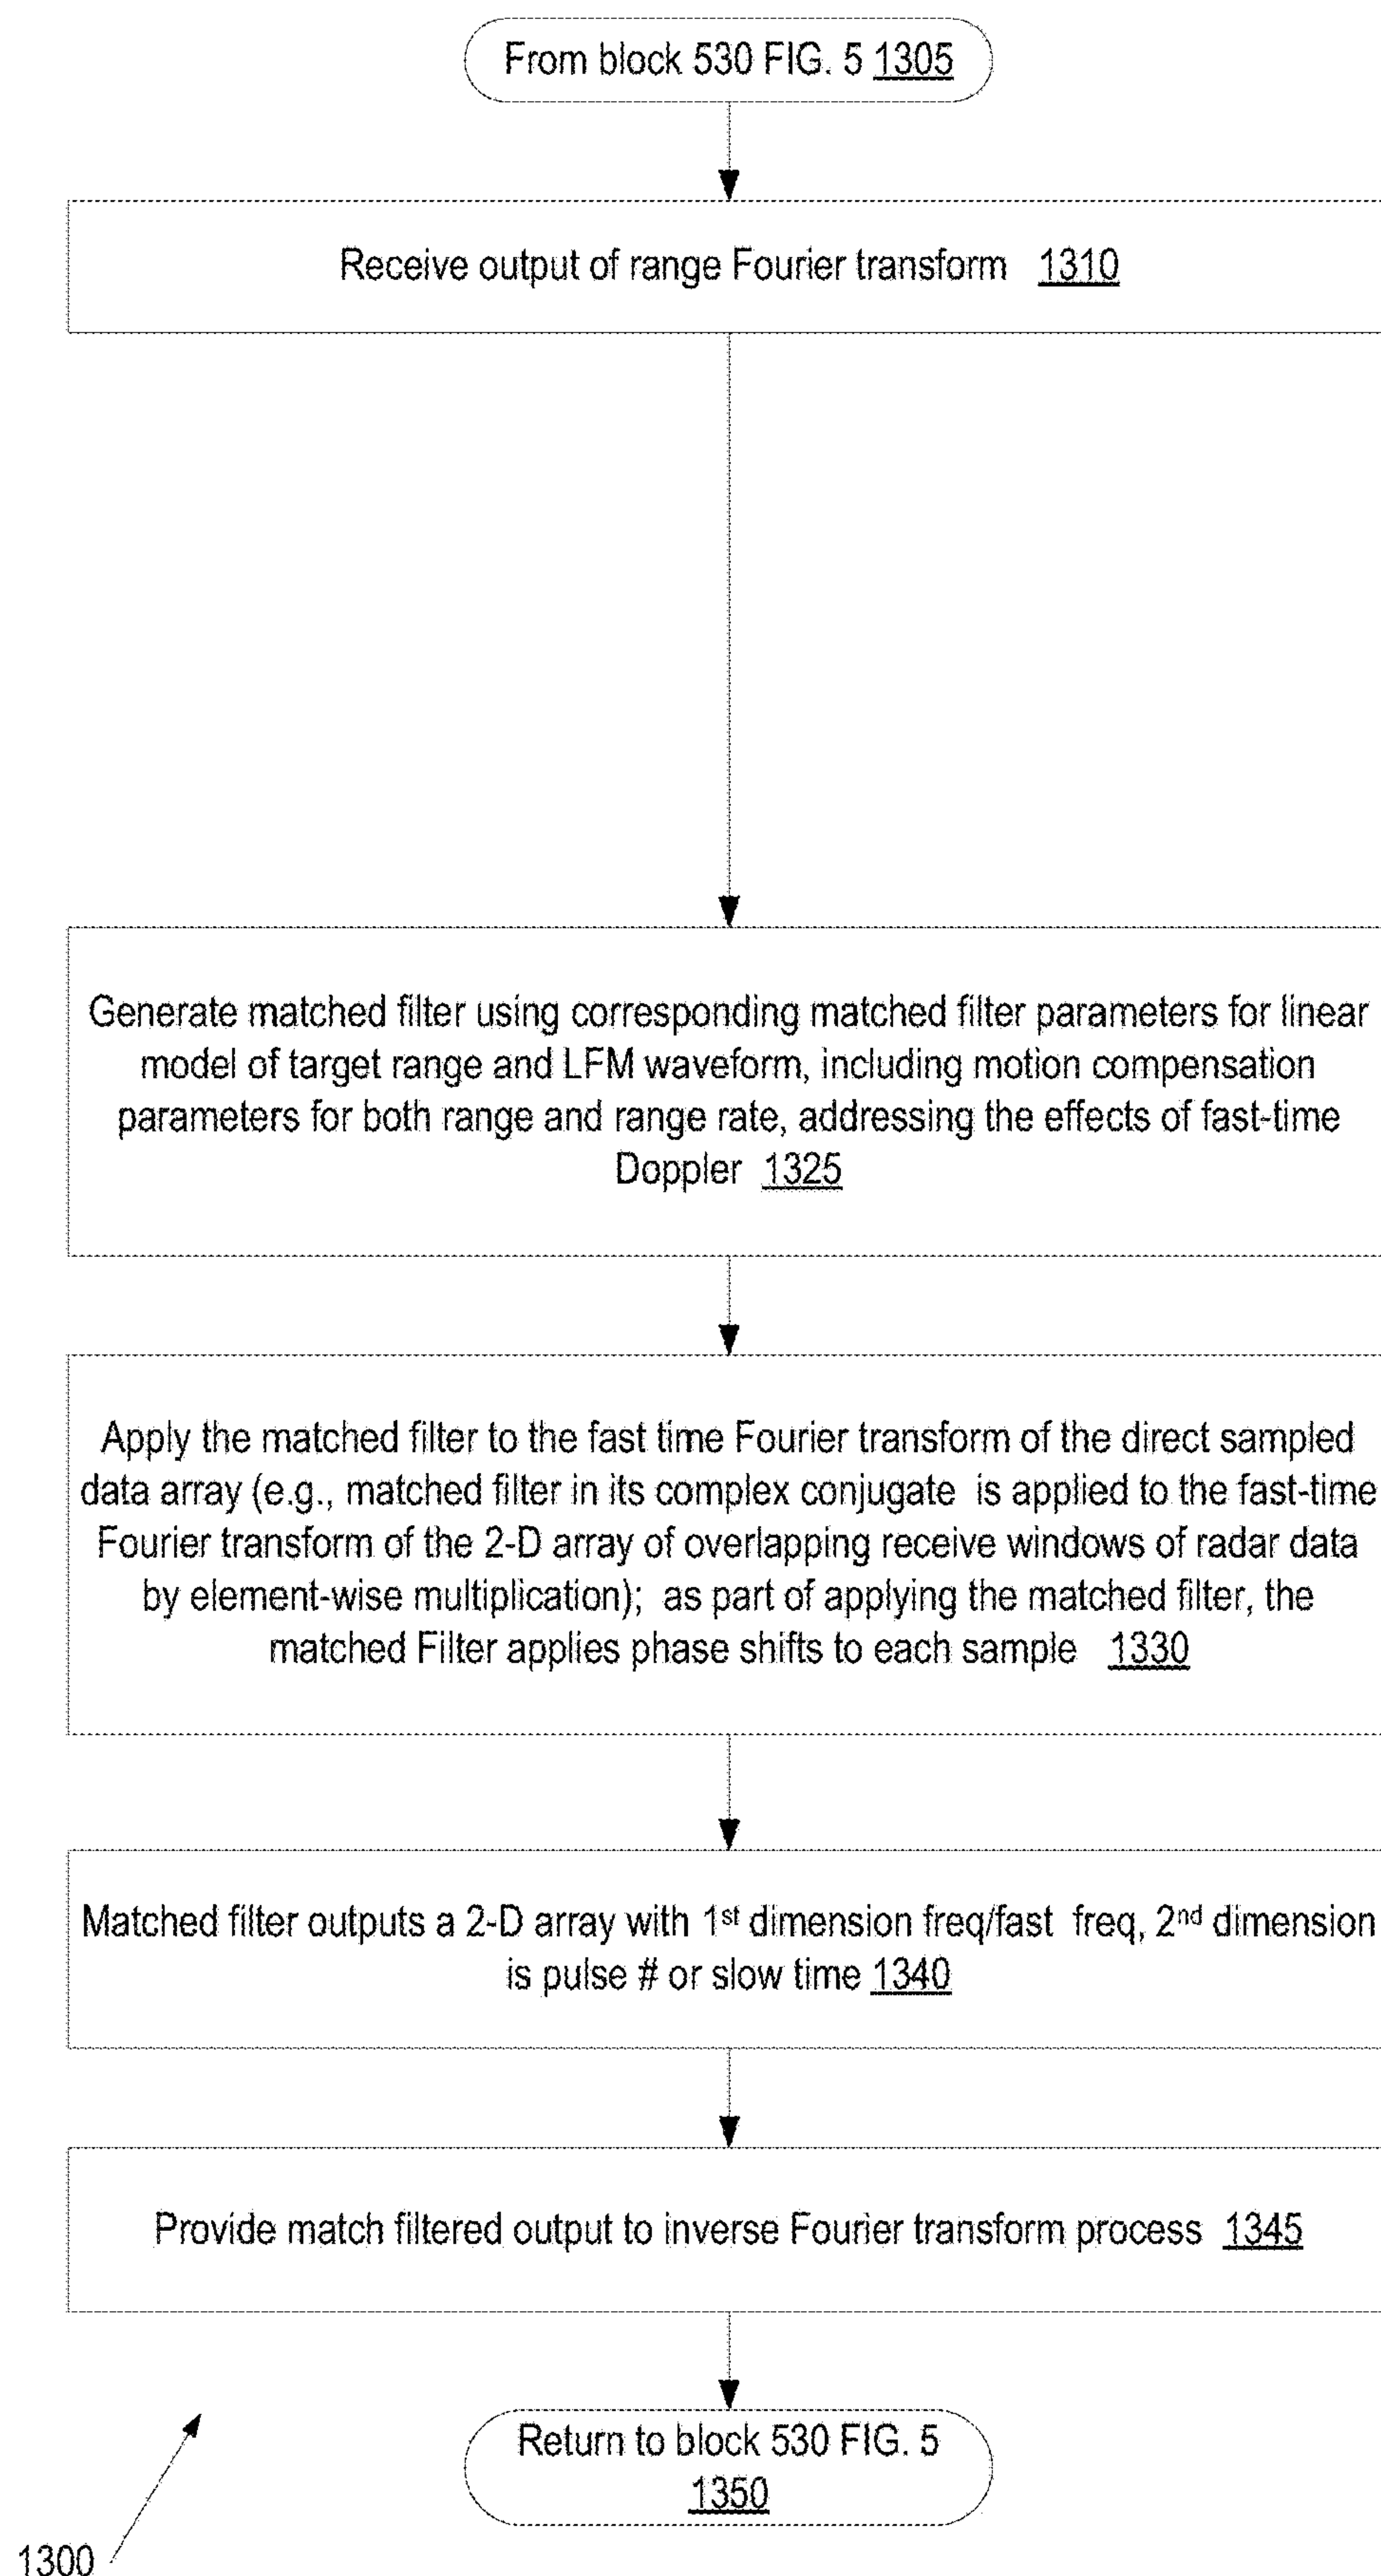 From block 530 FIG. 5 1305
Receive output of range Fourier transform 1310
Generate matched filter using corresponding matched filter parameters for linear
model of target range and LFM waveform, including motion compensation
parameters for both range and range rate, addressing the effects of fast-time
Doppler 1325
Apply the matched filter to the fast time Fourier transform of the direct sampled
data array (e.g., matched filter in its complex conjugate is applied to the fast-time
Fourier transform of the 2-D array of overlapping receive windows of radar data
by element-wise multiplication); as part of applying the matched filter, the
matched Filter applies phase shifts to each sample 1330
Matched filter outputs a 2-D array with 1st dimension freq/fast freq, 2nd dimension
is pulse # or slow time 1340
Provide match filtered output to inverse Fourier transform process 1345
Return to block 530 FIG. 5
1350
1300